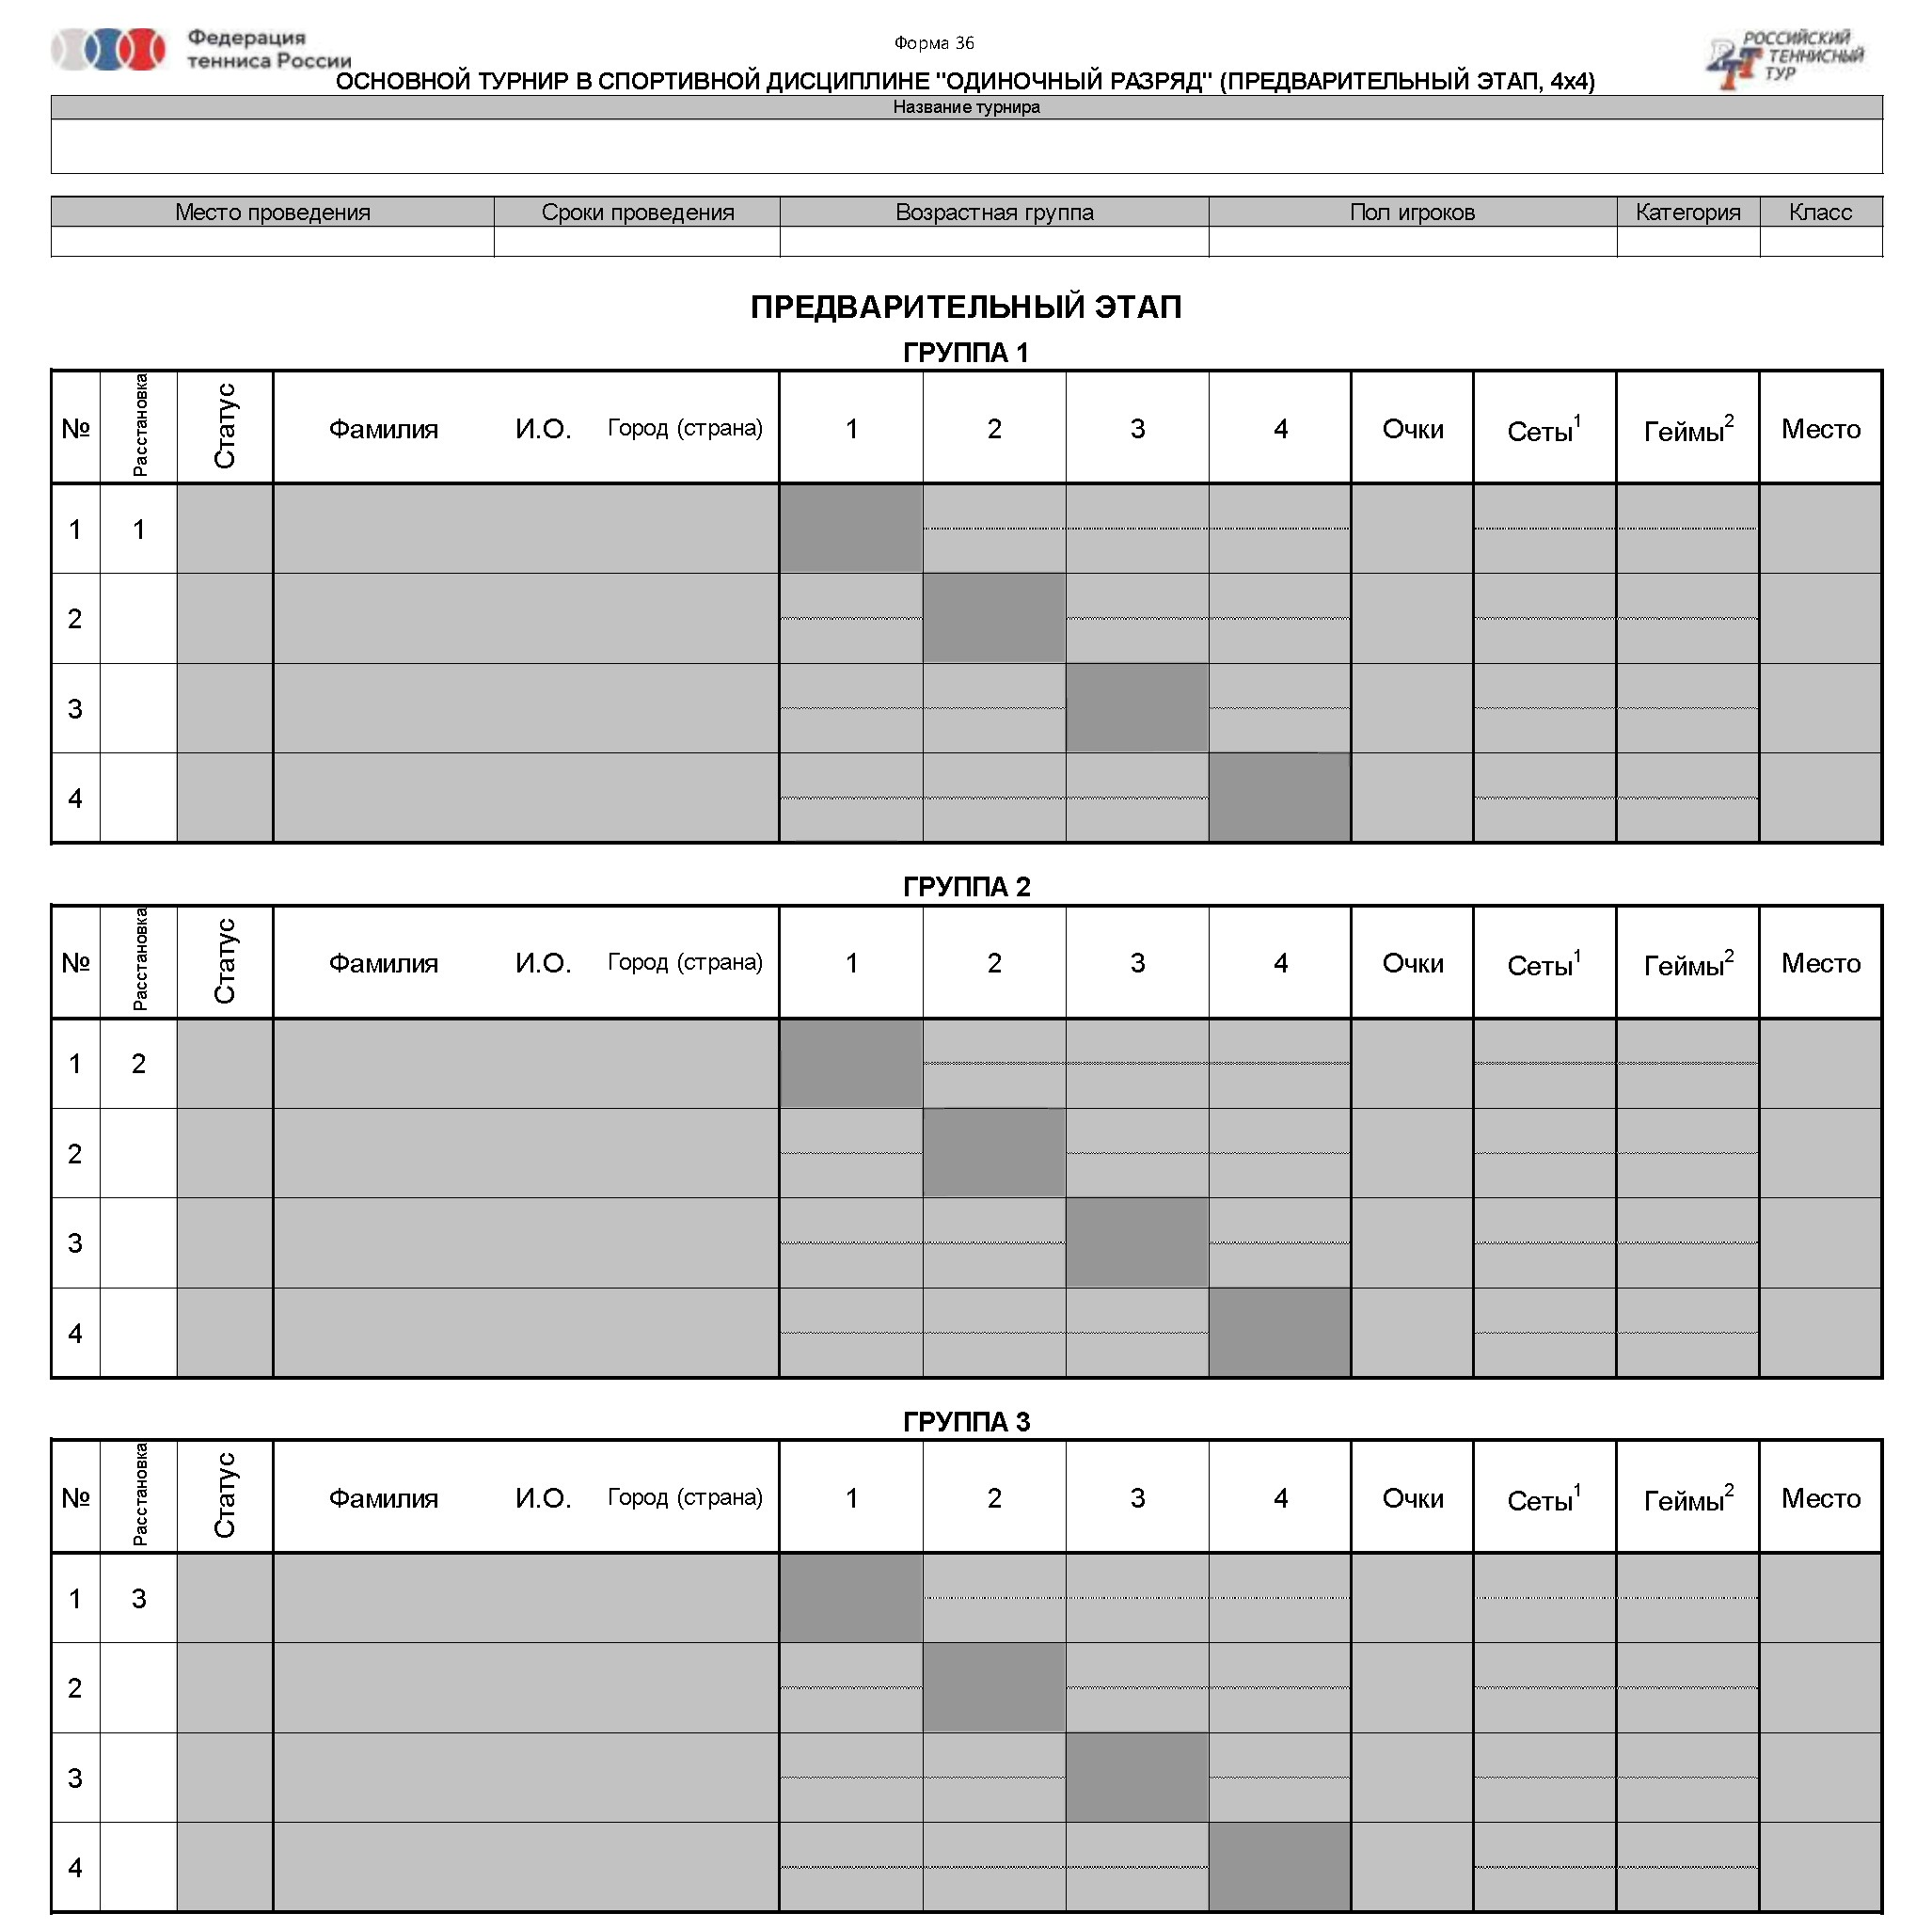 Федерация
тенниса России
Форма 36
РОССИЙСКИЙ
ТЕННИСНЫЙ
ТУР
РТТ
ОСНОВНОЙ ТУРНИР В СПОРТИВНОЙ ДИСЦИПЛИНЕ "ОДИНОЧНЫЙ РАЗРЯД" (ПРЕДВАРИТЕЛЬНЫЙ ЭТАП, 4x4)
Название турнира
Место проведения Сроки проведения Возрастная группа Пол игроков Категория Класс
ПРЕДВАРИТЕЛЬНЫЙ ЭТАП
ГРУППА 1
№ Расстановка Статус Фамилия И.О. Город (страна) 1 2 3 4 Очки Сеты¹ Геймы² Место
1 1
2
3
4
ГРУППА 2
№ Расстановка Статус Фамилия И.О. Город (страна) 1 2 3 4 Очки Сеты¹ Геймы² Место
1 2
2
3
4
ГРУППА 3
№ Расстановка Статус Фамилия И.О. Город (страна) 1 2 3 4 Очки Сеты¹ Геймы² Место
1 3
2
3
4